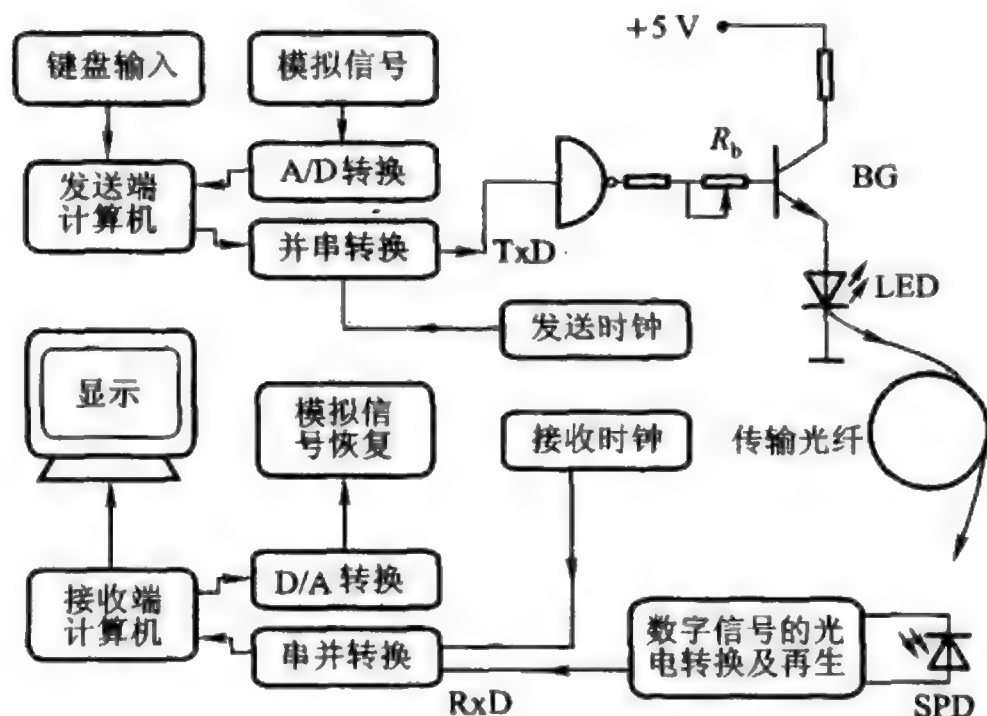 +5 V
键盘输入
模拟信号
R_b
BG
A/D 转换
发送端
计算机
并串转换
TxD
LED
发送时钟
显示
模拟信
号恢复
接收时钟
传输光纤
D/A 转换
接收端
计算机
串并转换
数字信号的光
电转换及再生
RxD
SPD